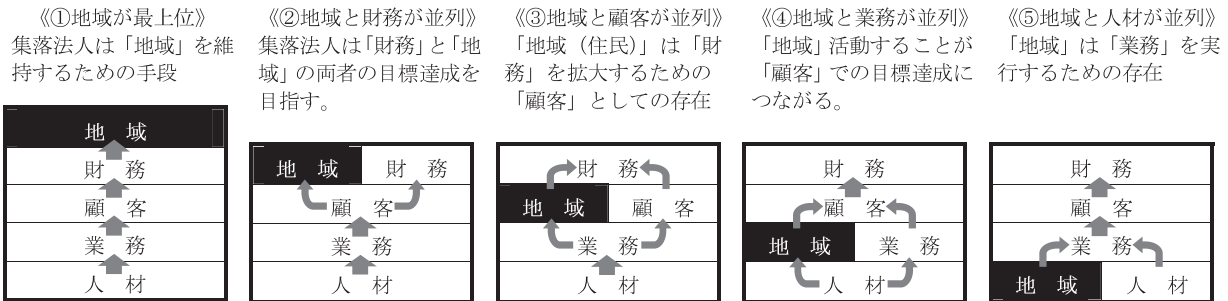 《①地域が最上位》
集落法人は「地域」を維
持するための手段
地 域
財 務
顧 客
業 務
人 材
《②地域と財務が並列》
集落法人は「財務」と「地
域」の両者の目標達成を
目指す。
地 域 財 務
顧 客
業 務
人 材
《③地域と顧客が並列》
「地域（住民）」は「財
務」を拡大するための
「顧客」としての存在
財 務
地 域 顧 客
業 務
人 材
《④地域と業務が並列》
「地域」活動することが
「顧客」での目標達成に
つながる。
財 務
顧 客
地 域 業 務
人 材
《⑤地域と人材が並列》
「地域」は「業務」を実
行するための存在
財 務
顧 客
業 務
地 域 人 材